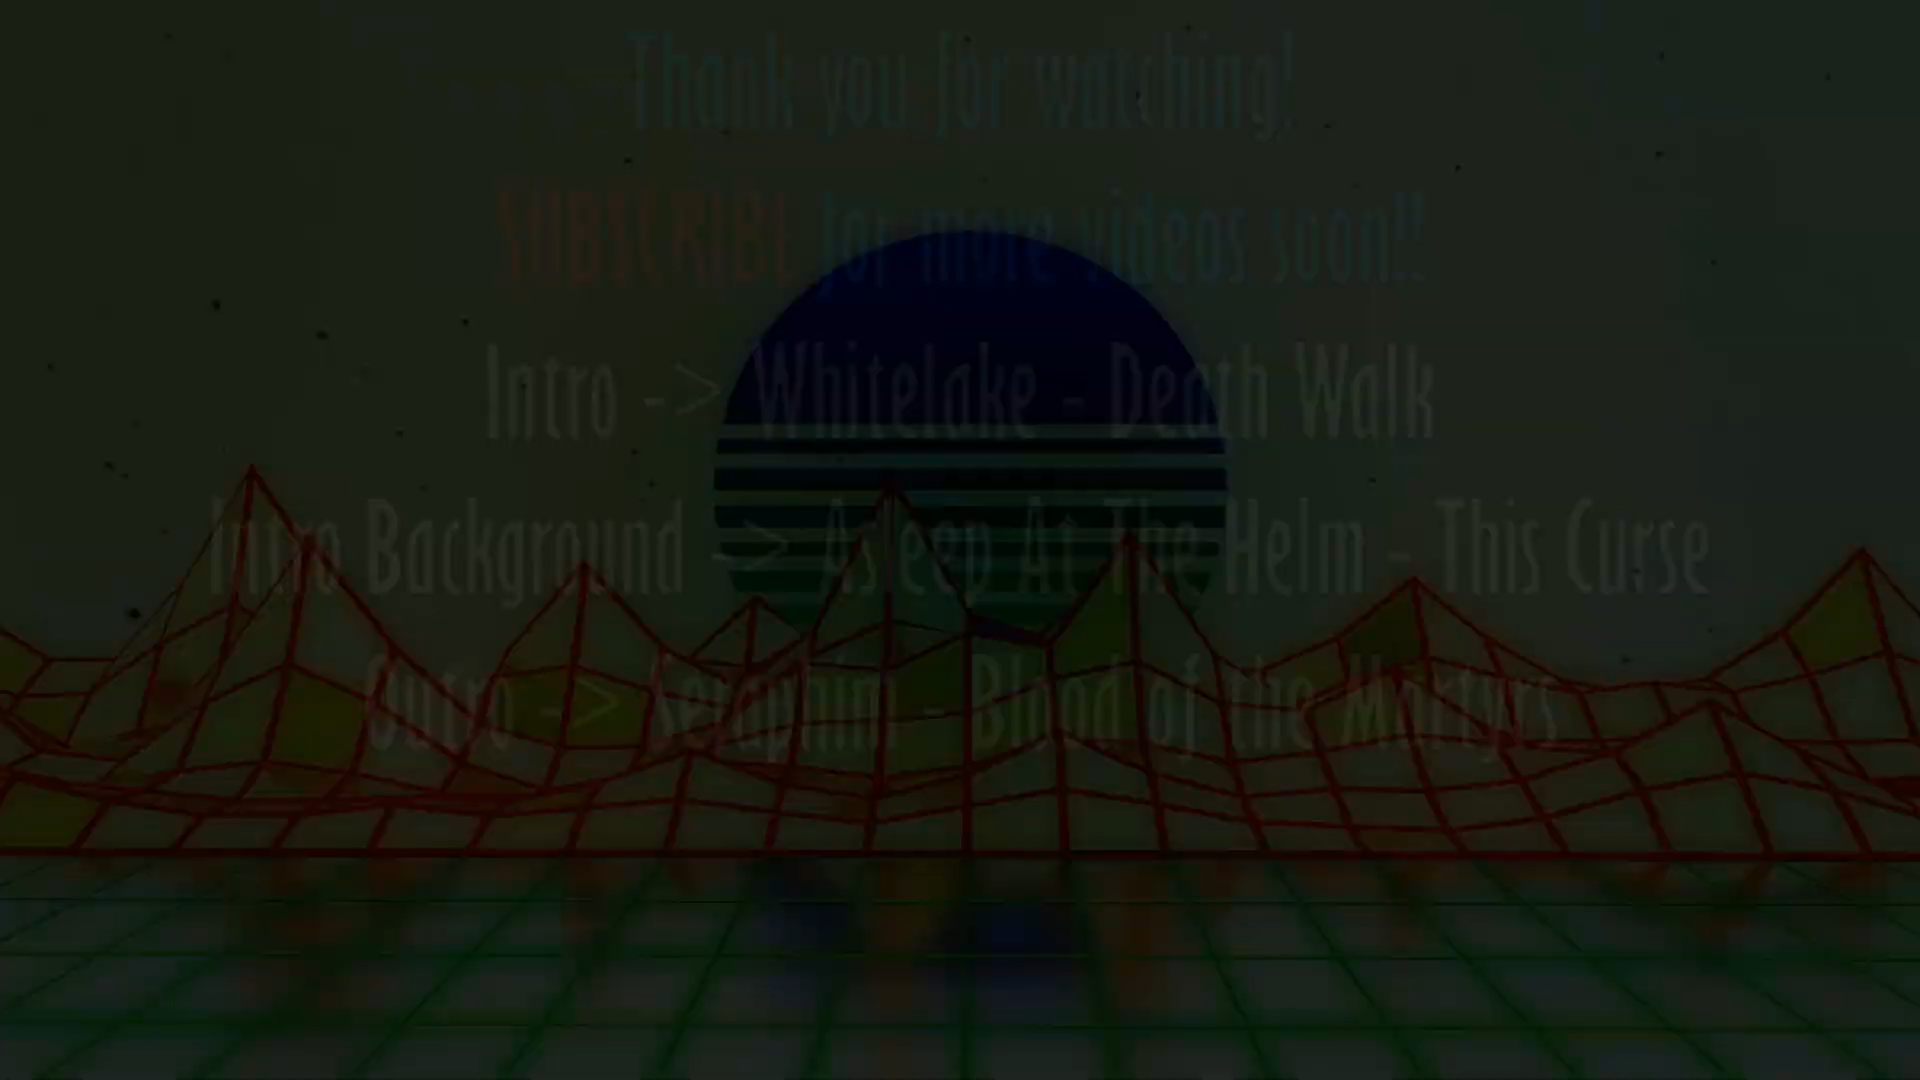 Thank you for watching!
SUBSCRIBE for more videos soon!!
Intro -> Whitelake - Death Walk
Intro Background -> Asleep At The Helm - This Curse
Outro -> Seraphim - Blood of the Martyrs